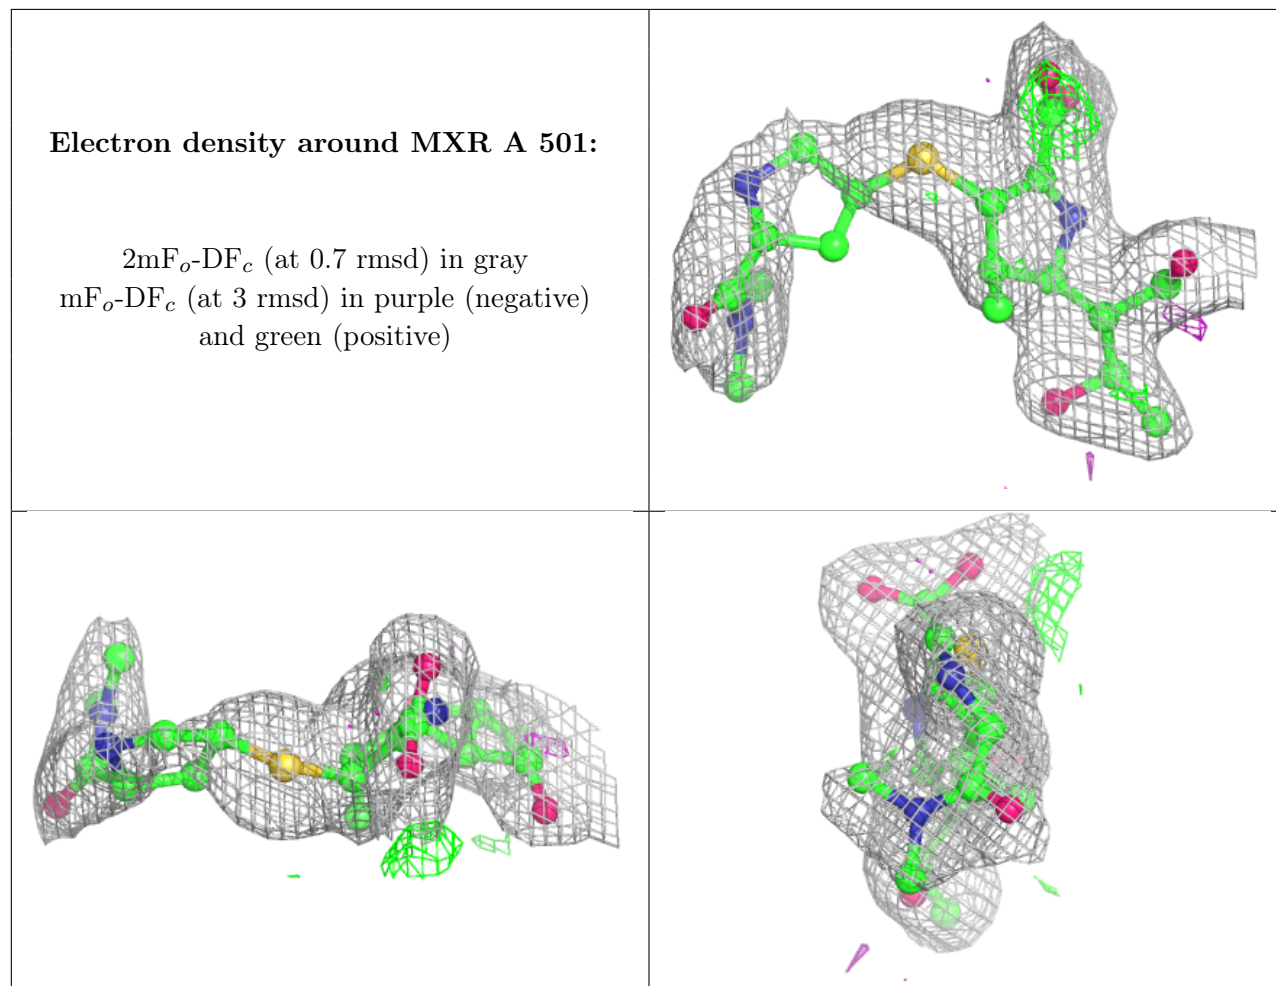 Electron density around MXR A 501:
2mFo-DFc (at 0.7 rmsd) in gray
mFo-DFc (at 3 rmsd) in purple (negative)
and green (positive)